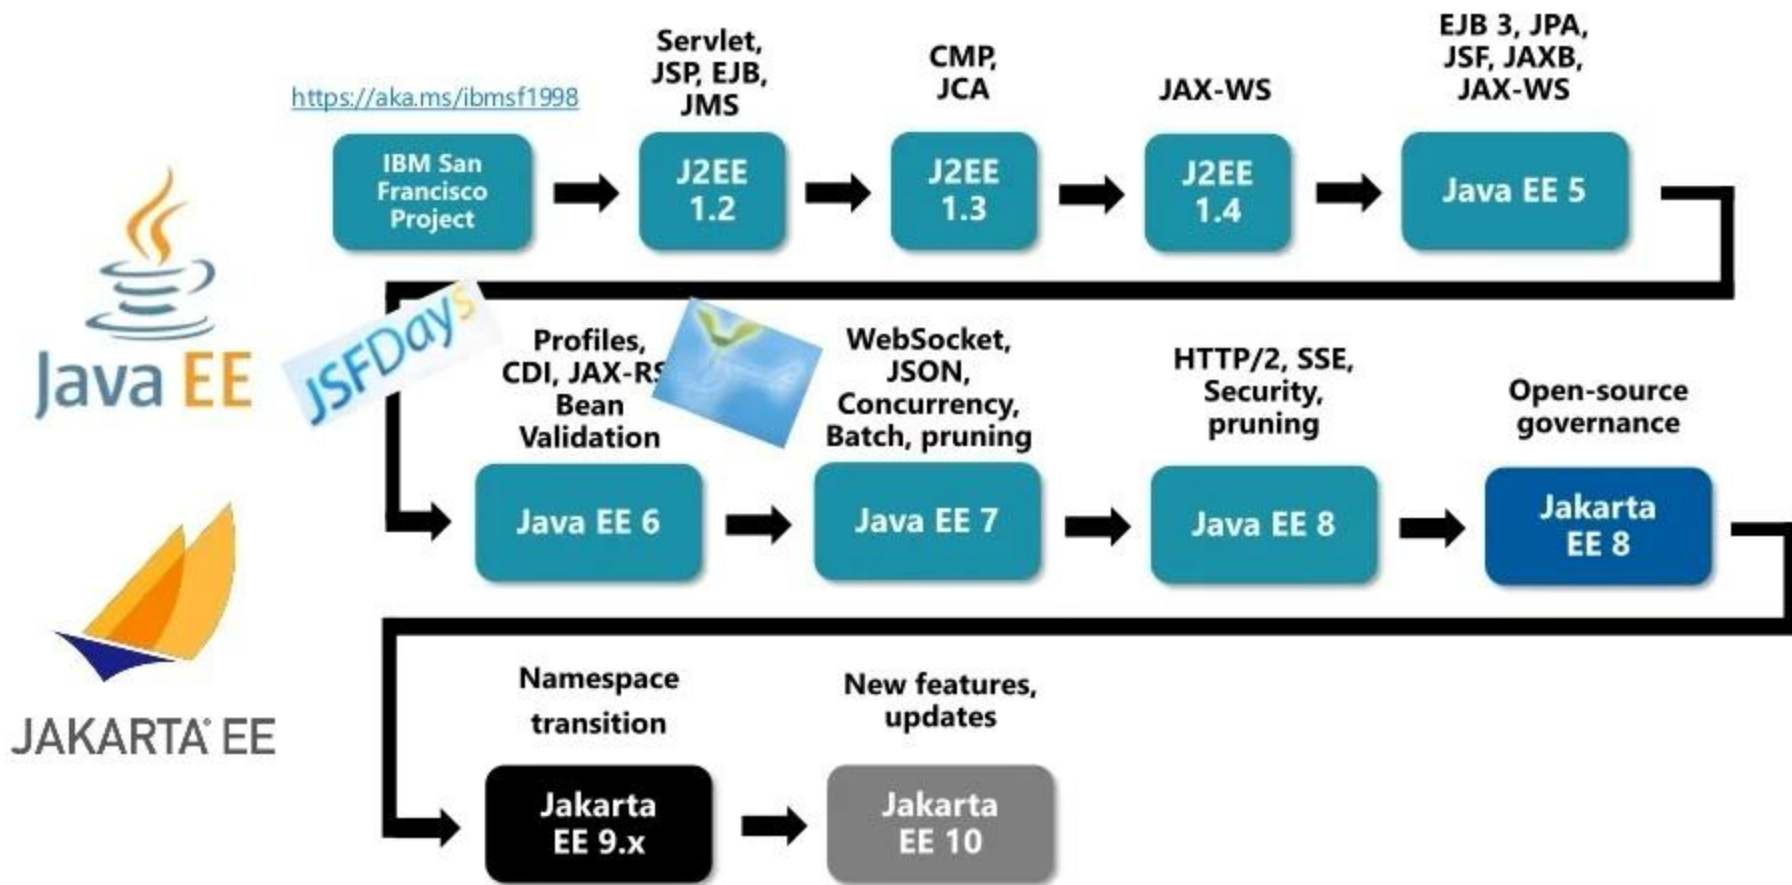 https://aka.ms/ibmsf1998
Servlet,
JSP, EJB,
JMS
CMP,
JCA
JAX-WS
EJB 3, JPA,
JSF, JAXB,
JAX-WS
IBM San
Francisco
Project
J2EE
1.2
J2EE
1.3
J2EE
1.4
Java EE 5
Java EE
JSFDays
Profiles,
CDI, JAX-RS
Bean
Validation
WebSocket,
JSON,
Concurrency,
Batch, pruning
HTTP/2, SSE,
Security,
pruning
Open-source
governance
Java EE 6
Java EE 7
Java EE 8
Jakarta
EE 8
JAKARTA® EE
Namespace
transition
New features,
updates
Jakarta
EE 9.x
Jakarta
EE 10